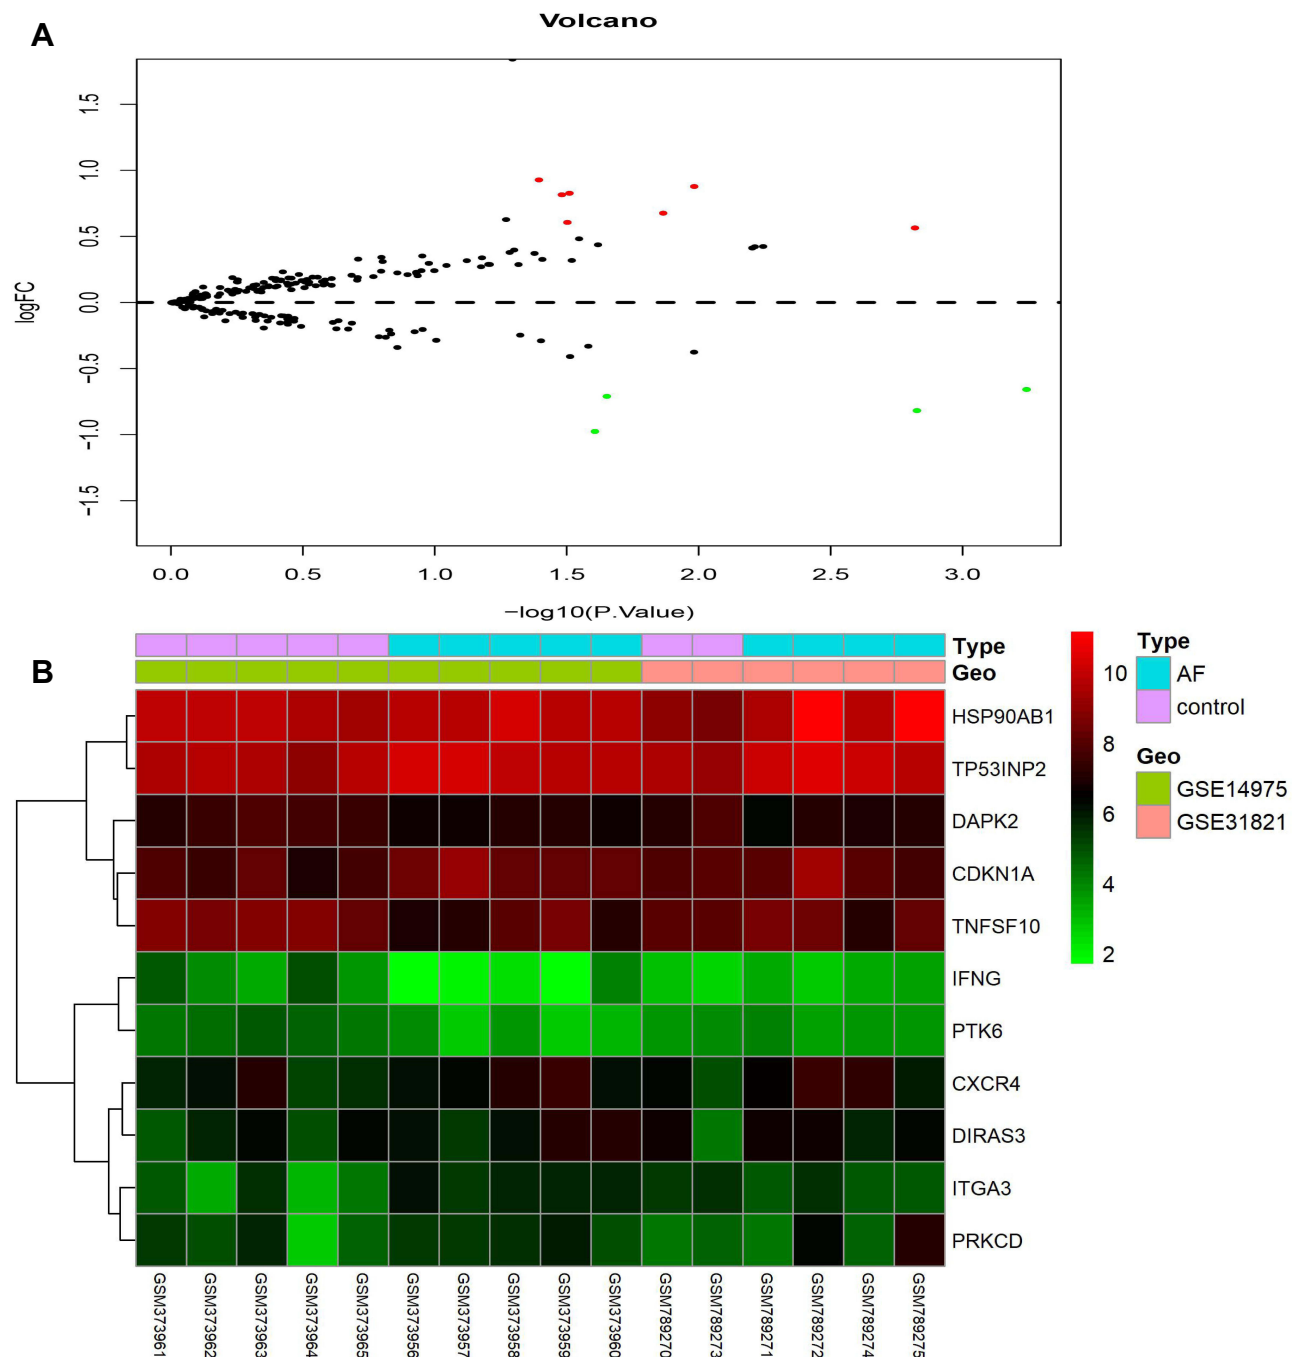 A
Volcano
logFC
1.5
1.0
0.5
0.0
−0.5
−1.0
−1.5
0.0 0.5 1.0 1.5 2.0 2.5 3.0
−log10(P.Value)
B
Type
Geo
HSP90AB1
TP53INP2
DAPK2
CDKN1A
TNFSF10
IFNG
PTK6
CXCR4
DIRAS3
ITGA3
PRKCD
GSM373961
GSM373962
GSM373963
GSM373964
GSM373965
GSM373956
GSM373957
GSM373958
GSM373959
GSM373960
GSM789270
GSM789273
GSM789271
GSM789272
GSM789274
GSM789275
10
8
6
4
2
Type
AF
control
Geo
GSE14975
GSE31821